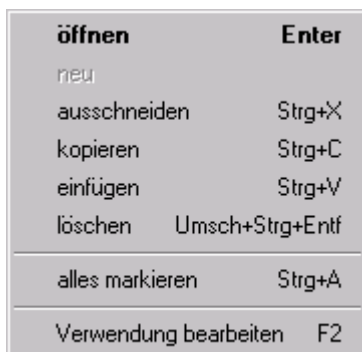 öffnen Enter
neu
ausschneiden Strg+X
kopieren Strg+C
einfügen Strg+V
löschen Umsch+Strg+Entf
alles markieren Strg+A
Verwendung bearbeiten F2